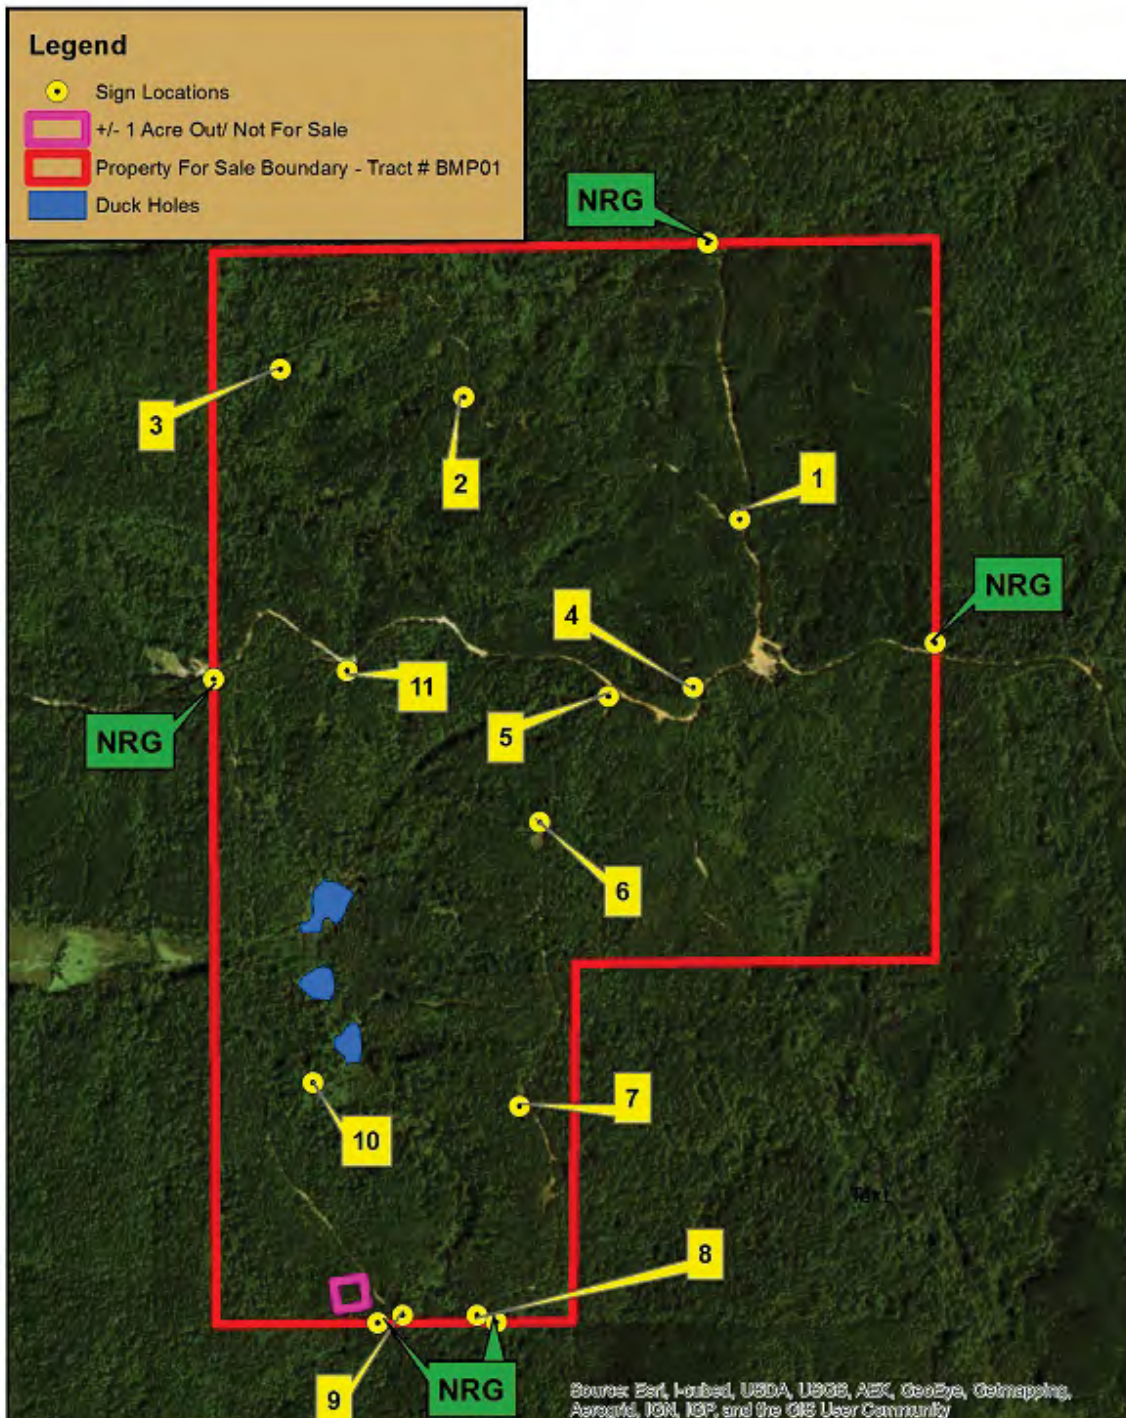 Legend
Sign Locations
+/- 1 Acre Out/ Not For Sale
Property For Sale Boundary - Tract # BMP01
Duck Holes
NRG
3
2
1
NRG
4
11
5
NRG
6
7
10
Text
8
NRG
9
Source: Esri, i-cubed, USDA, USGS, AEX, GeoEye, Getmapping,
Aerogrid, IGN, IGP, and the GIS User Community